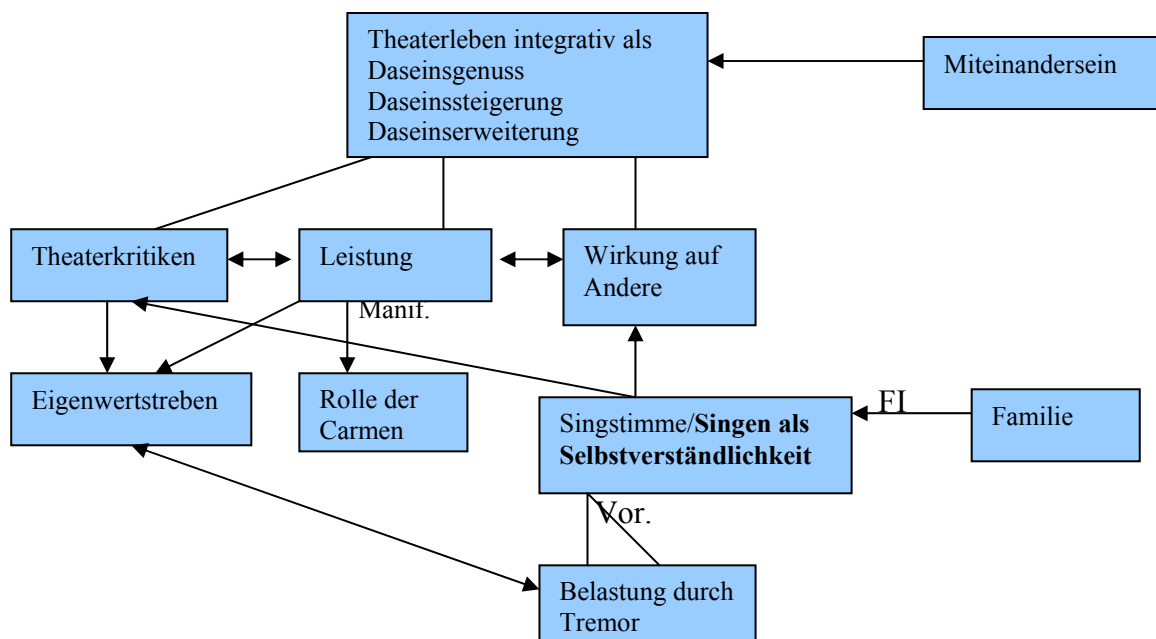 Theaterleben integrativ als
Daseinsgenuss
Daseinssteigerung
Daseinserweiterung
Miteinandersein
Theaterkritiken
Leistung
Wirkung auf
Andere
Manif.
Eigenwertstreben
Rolle der
Carmen
Singstimme/Singen als
Selbstverständlichkeit
FI
Familie
Vor.
Belastung durch
Tremor